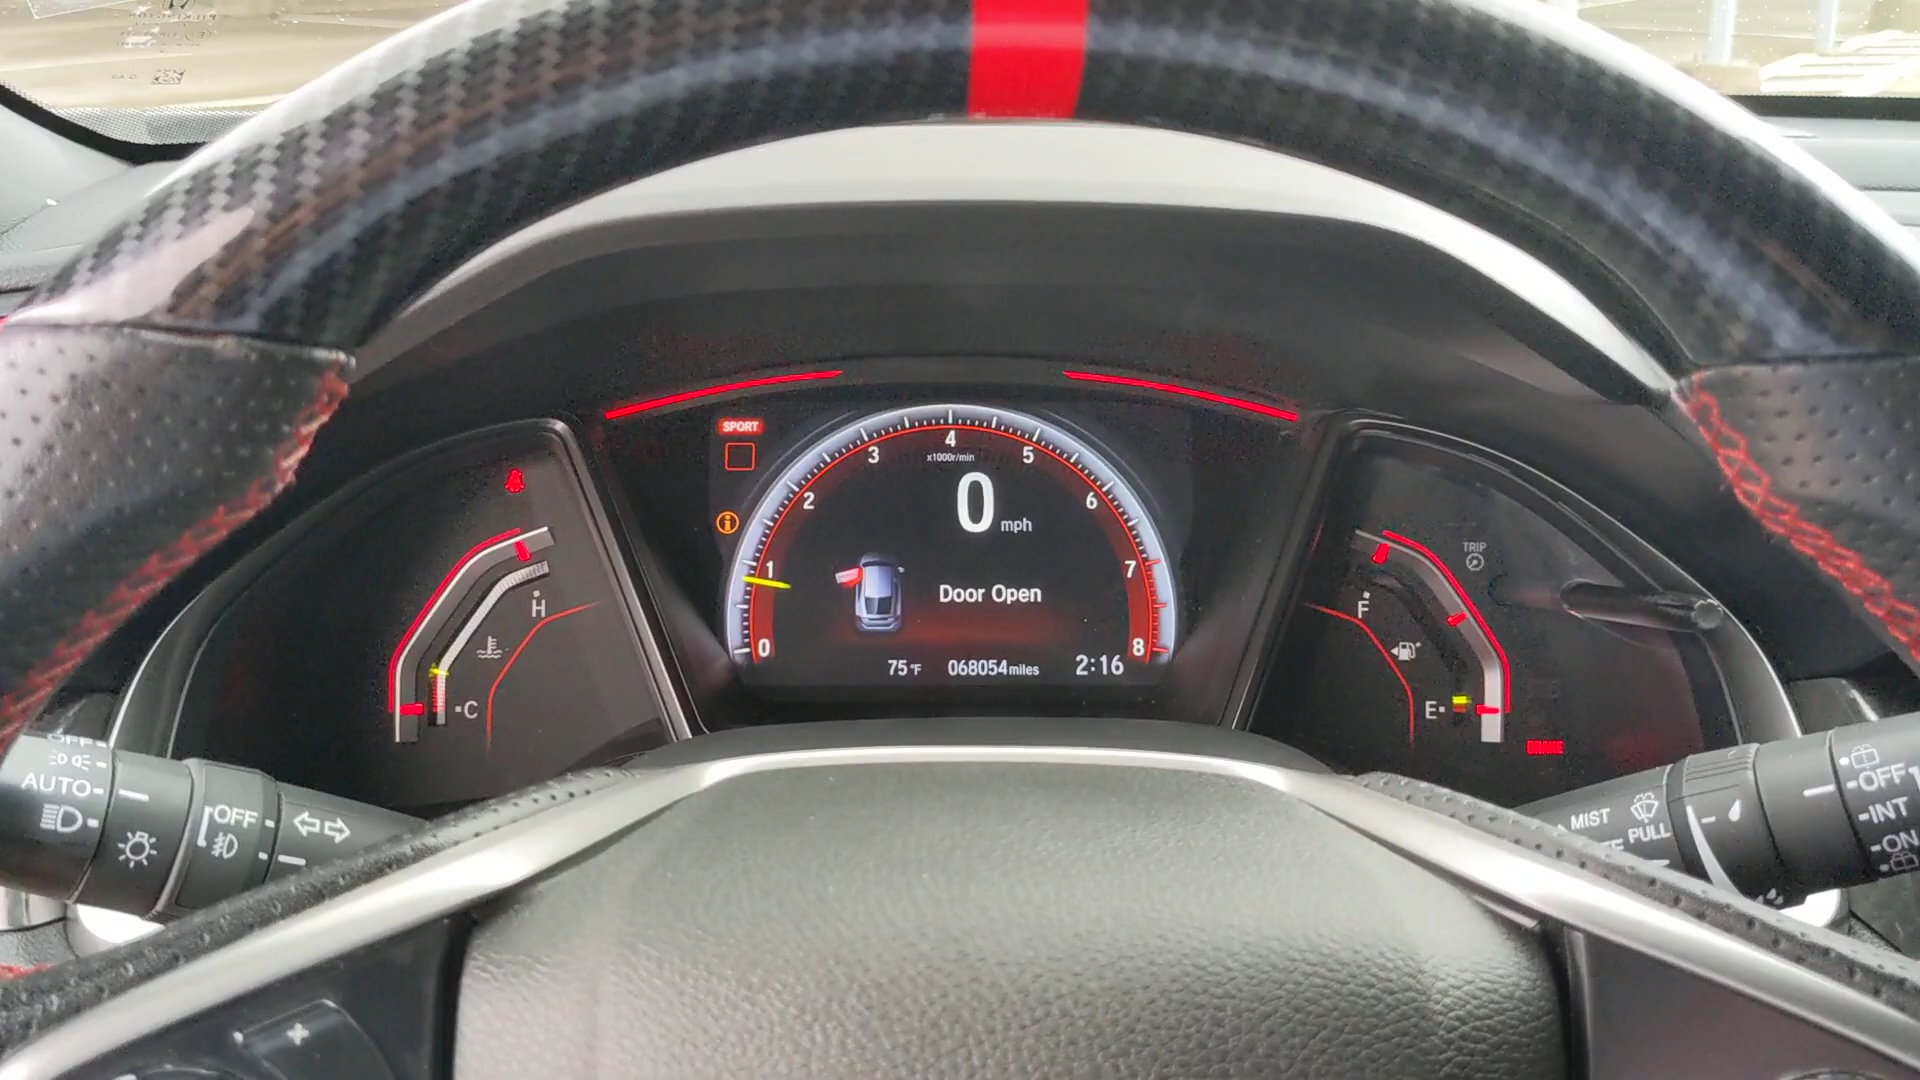 SPORT
4
3
5
x1000r/min
2
6
0
mph
1
7
Door Open
0
8
75°F
068054miles
2:16
H
C
TRIP
F
E
BRAKE
OFF
AUTO
OFF
MIST
PULL
OFF
INT
ON